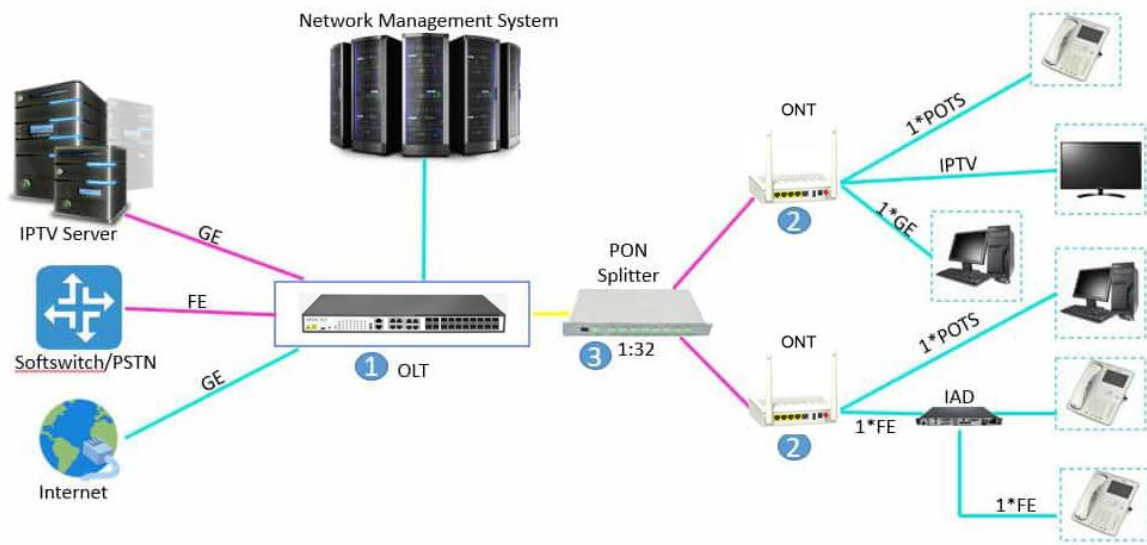 Network Management System
IPTV Server
GE
FE
Softswitch/PSTN
GE
Internet
1
OLT
PON
Splitter
3
1:32
ONT
2
1*POTS
IPTV
1*GE
ONT
2
1*POTS
1*FE
IAD
1*FE